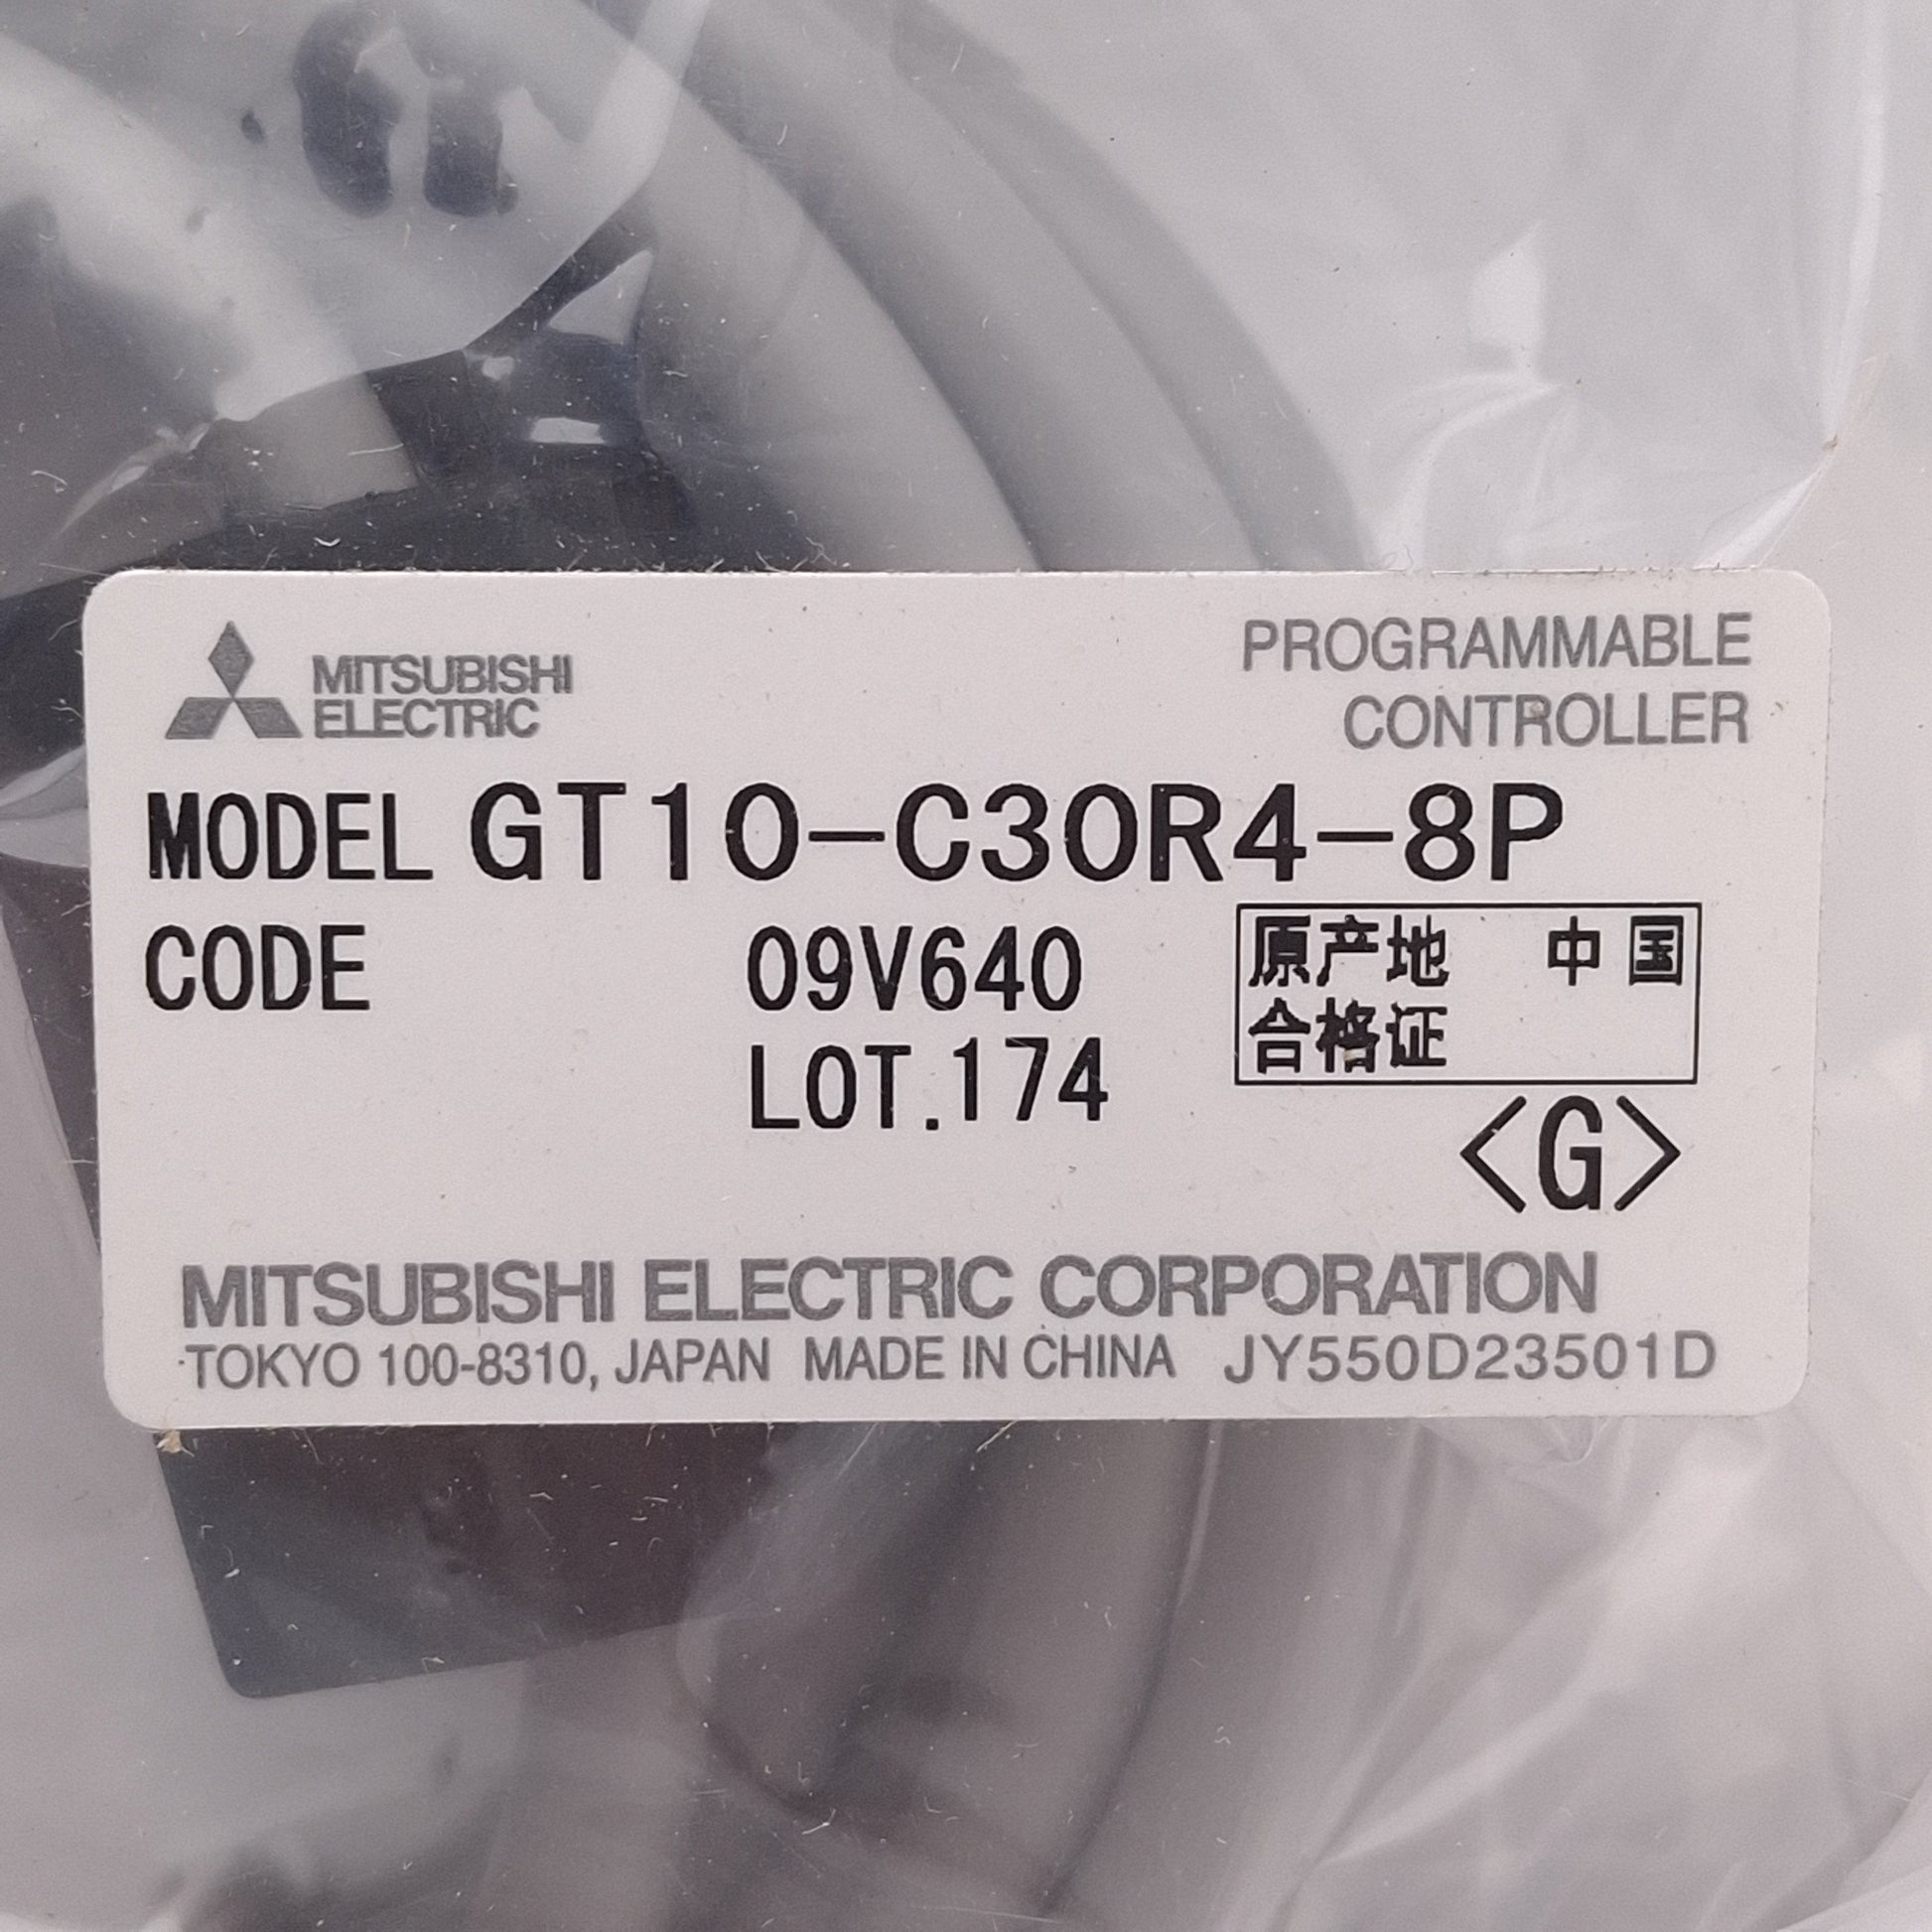 MITSUBISHI
ELECTRIC
PROGRAMMABLE
CONTROLLER
MODEL GT10-C30R4-8P
CODE 09V640
LOT.174
原产地 中国
合格证
<G>
MITSUBISHI ELECTRIC CORPORATION
TOKYO 100-8310, JAPAN MADE IN CHINA JY550D23501D